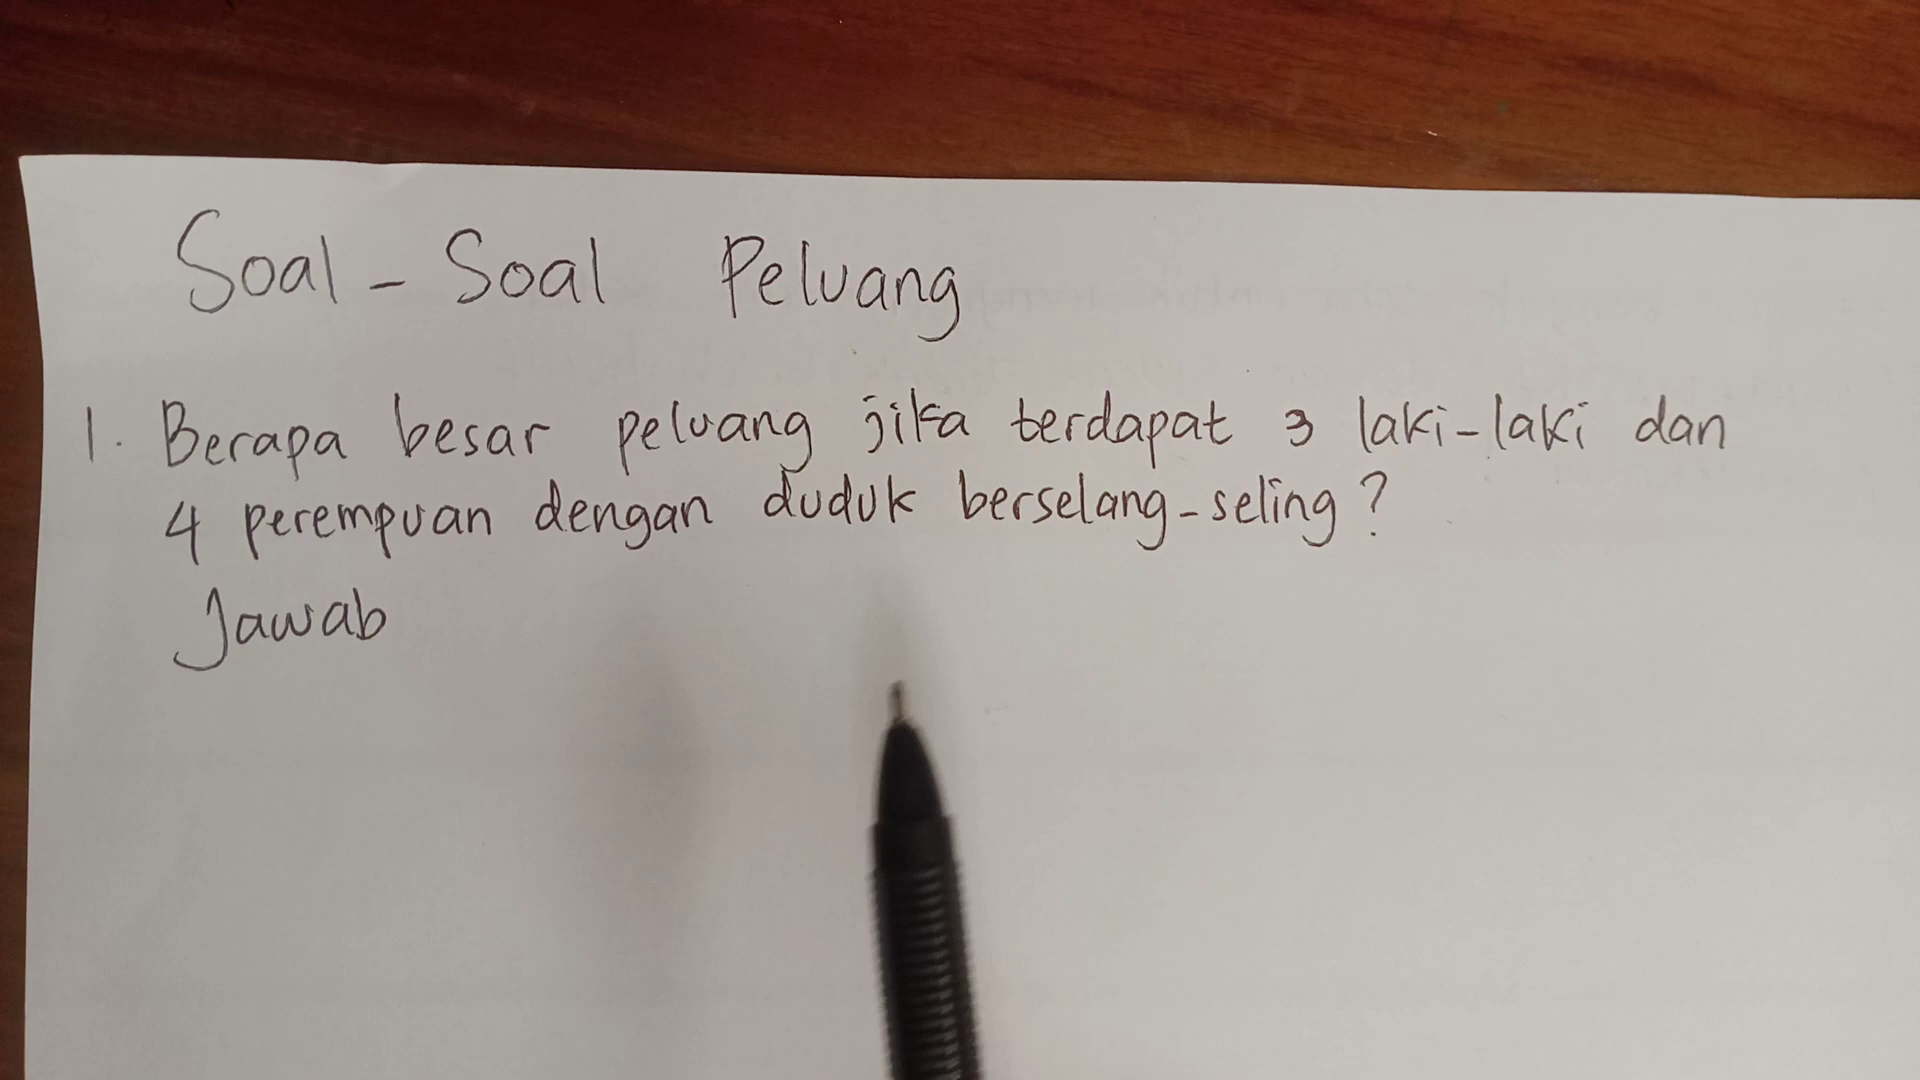 Soal - Soal Peluang
1. Berapa besar peluang jika terdapat 3 laki-laki dan
4 perempuan dengan duduk berselang-seling?
Jawab